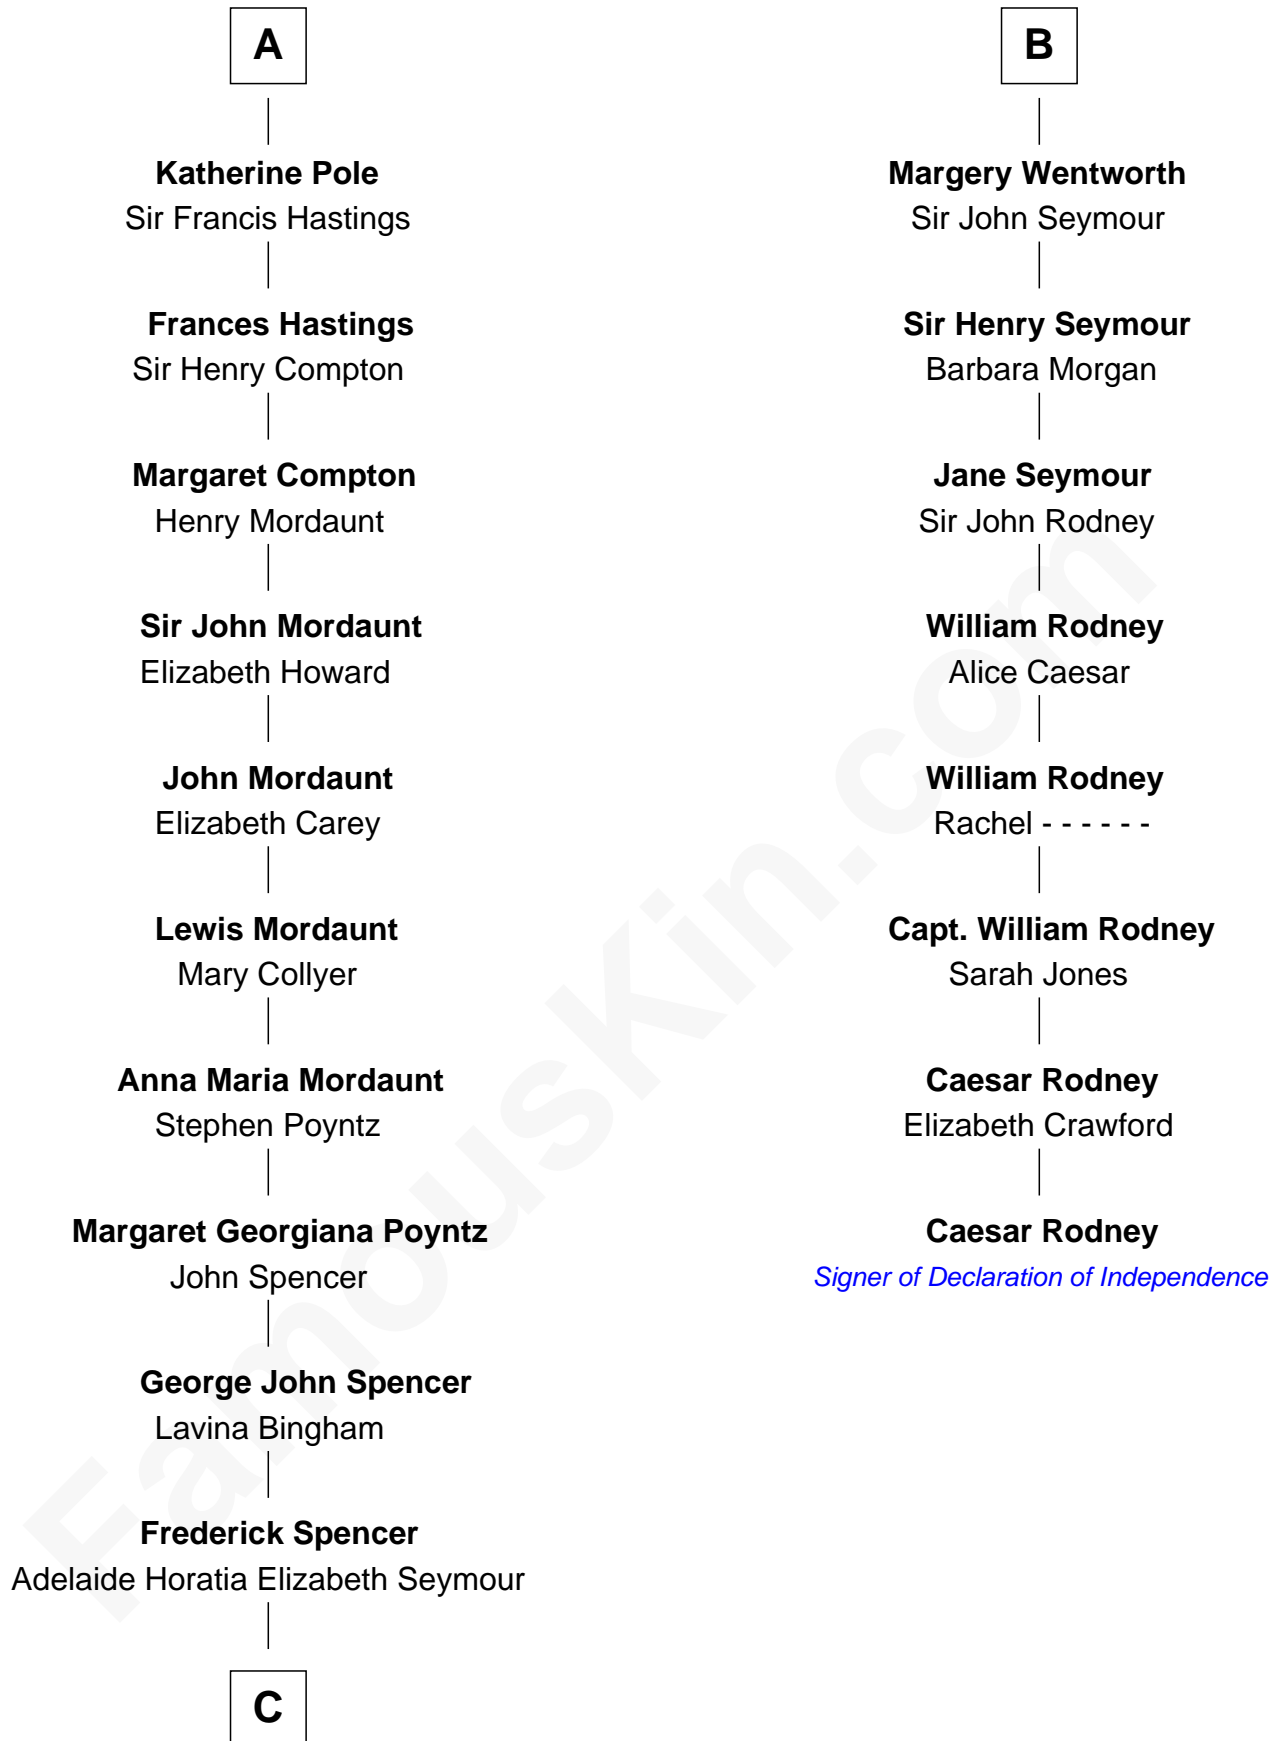 A
Katherine Pole
Sir Francis Hastings
Frances Hastings
Sir Henry Compton
Margaret Compton
Henry Mordaunt
Sir John Mordaunt
Elizabeth Howard
John Mordaunt
Elizabeth Carey
Lewis Mordaunt
Mary Collyer
Anna Maria Mordaunt
Stephen Poyntz
Margaret Georgiana Poyntz
John Spencer
George John Spencer
Lavina Bingham
Frederick Spencer
Adelaide Horatia Elizabeth Seymour
C
B
Margery Wentworth
Sir John Seymour
Sir Henry Seymour
Barbara Morgan
Jane Seymour
Sir John Rodney
William Rodney
Alice Caesar
William Rodney
Rachel - - - - - -
Capt. William Rodney
Sarah Jones
Caesar Rodney
Elizabeth Crawford
Caesar Rodney
Signer of Declaration of Independence
FamousKin.com